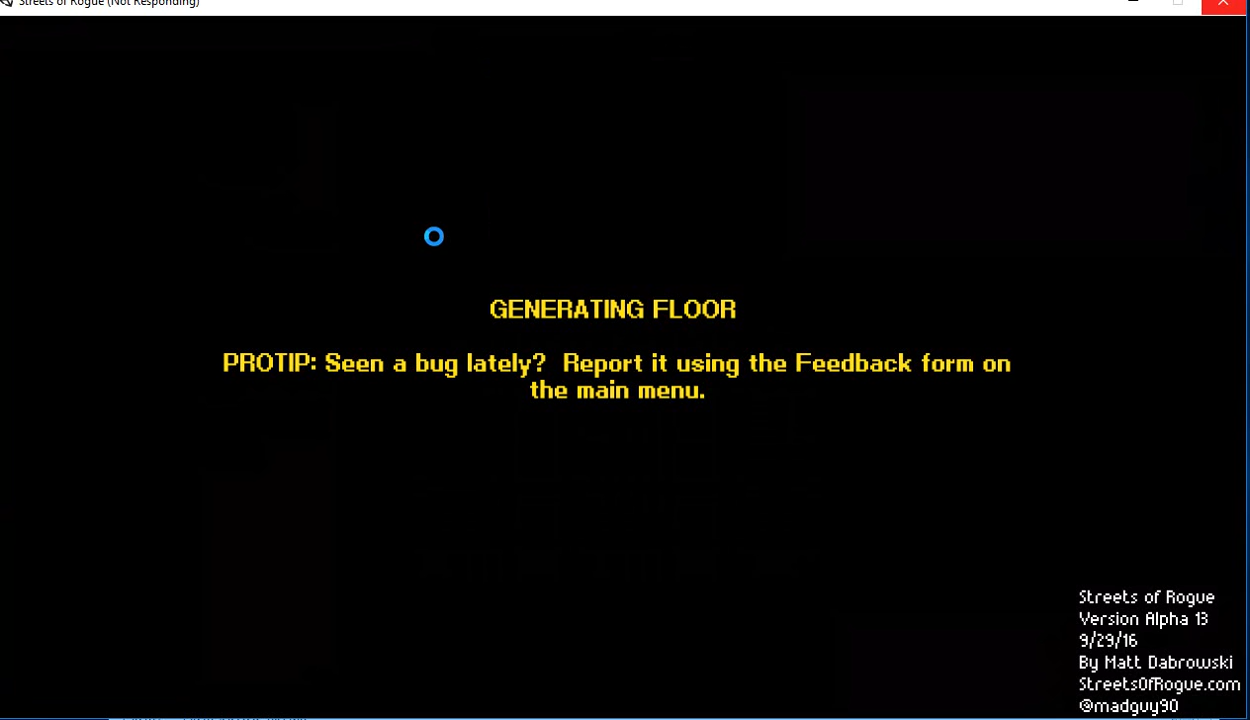 Streets of Rogue (Not Responding)
GENERATING FLOOR
PROTIP: Seen a bug lately? Report it using the Feedback form on
the main menu.
Streets of Rogue
Version Alpha 13
9/29/16
By Matt Dabrowski
StreetsOfRogue.com
@madguy90